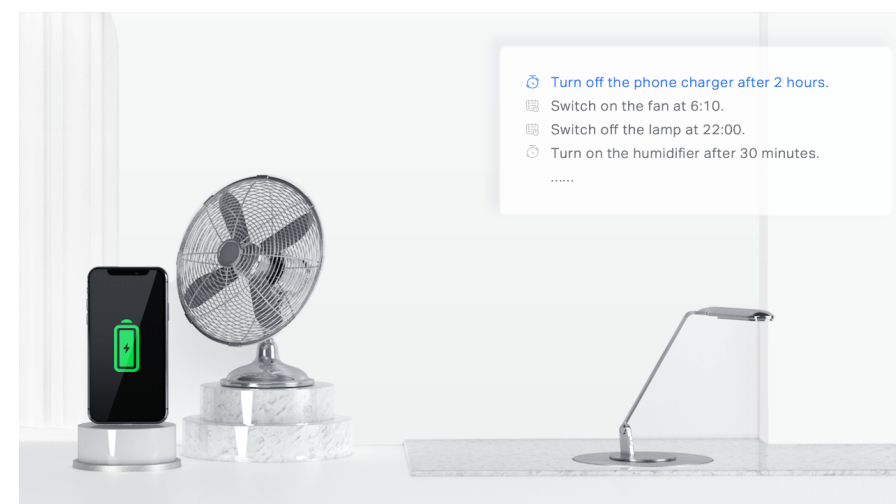 Turn off the phone charger after 2 hours.
Switch on the fan at 6:10.
Switch off the lamp at 22:00.
Turn on the humidifier after 30 minutes.
......